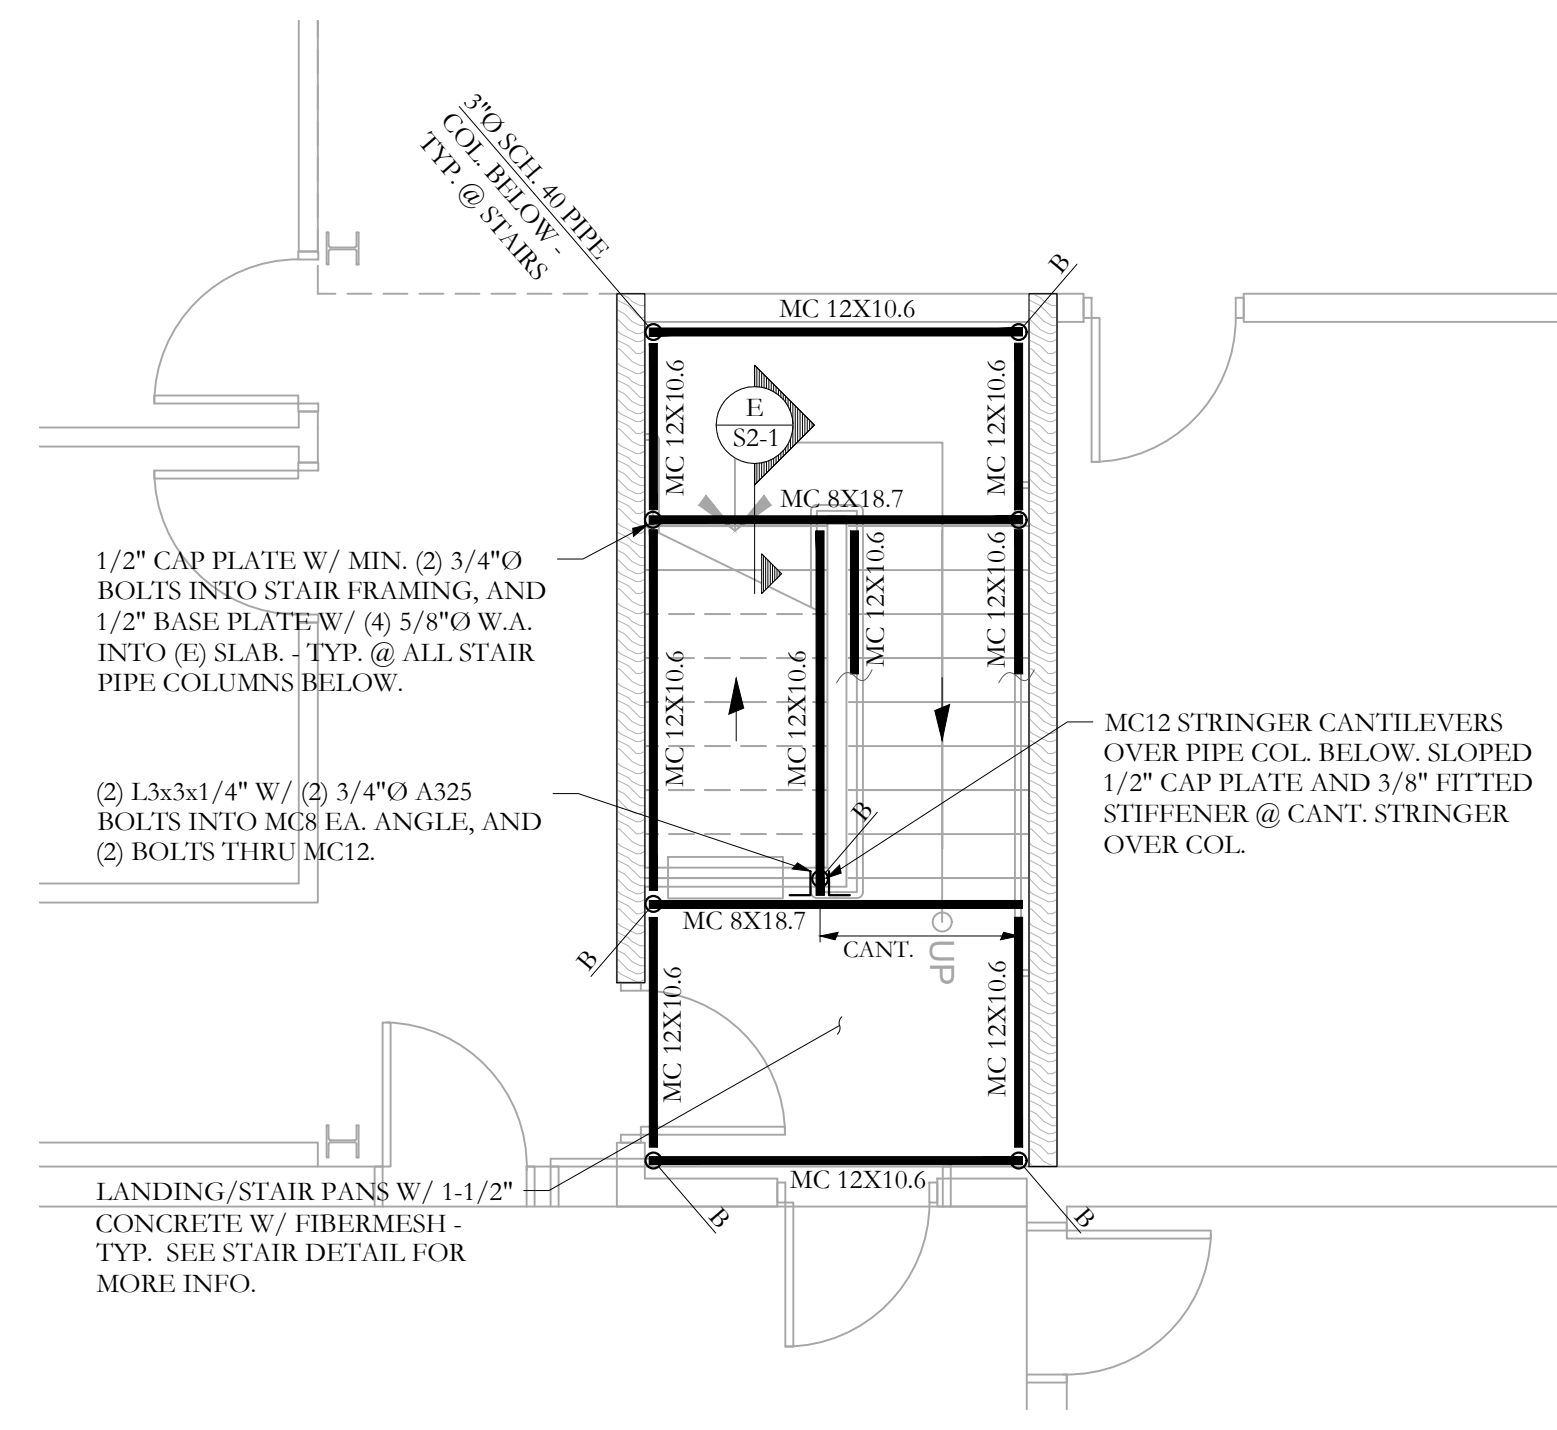 3"Ø SCH. 40 PIPE
COL. BELOW -
TYP. @ STAIRS
B
MC 12X10.6
MC 12X10.6
MC 12X10.6
E
S2-1
MC 8X18.7
1/2" CAP PLATE W/ MIN. (2) 3/4"Ø
BOLTS INTO STAIR FRAMING, AND
1/2" BASE PLATE W/ (4) 5/8"Ø W.A.
INTO (E) SLAB. - TYP. @ ALL STAIR
PIPE COLUMNS BELOW.
MC 12X10.6
MC 12X10.6
MC 12X10.6
MC 12X10.6
MC12 STRINGER CANTILEVERS
OVER PIPE COL. BELOW. SLOPED
1/2" CAP PLATE AND 3/8" FITTED
STIFFENER @ CANT. STRINGER
OVER COL.
(2) L3x3x1/4" W/ (2) 3/4"Ø A325
BOLTS INTO MC8 EA. ANGLE, AND
(2) BOLTS THRU MC12.
B
MC 8X18.7
CANT.
UP
B
MC 12X10.6
MC 12X10.6
MC 12X10.6
LANDING/STAIR PANS W/ 1-1/2"
CONCRETE W/ FIBERMESH -
TYP. SEE STAIR DETAIL FOR
MORE INFO.
B
B